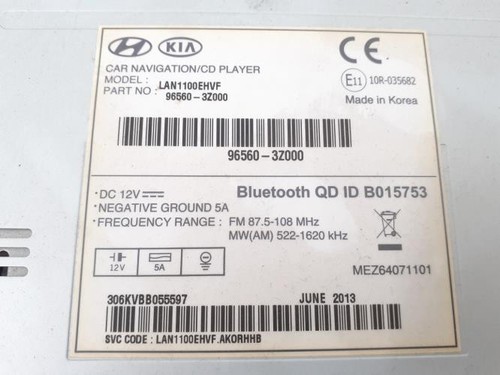 HYUNDAI KIA
CAR NAVIGATION/CD PLAYER
MODEL : LAN1100EHVF
PART NO : 96560-3Z000
CE
E11 10R-035682
Made in Korea
96560-3Z000
• DC 12V
• NEGATIVE GROUND 5A
• FREQUENCY RANGE : FM 87.5-108 MHz
MW(AM) 522-1620 kHz
Bluetooth QD ID B015753
12V 5A
MEZ64071101
306KVBB055597 JUNE 2013
SVC CODE : LAN1100EHVF.AKORHHB